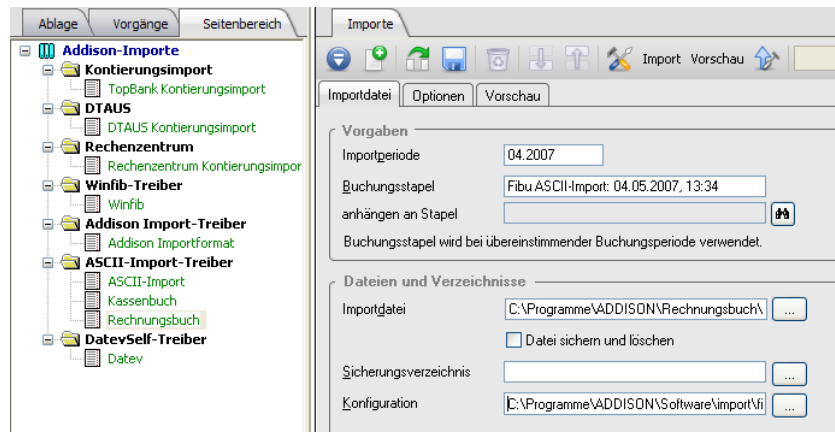 Ablage Vorgänge Seitenbereich
Addison-Importe
Kontierungsimport
TopBank Kontierungsimport
DTAUS
DTAUS Kontierungsimport
Rechenzentrum
Rechenzentrum Kontierungsimpor
Winfib-Treiber
Winfib
Addison Import-Treiber
Addison Importformat
ASCII-Import-Treiber
ASCII-Import
Kassenbuch
Rechnungsbuch
DatevSelf-Treiber
Datev
Importe
Import Vorschau
Importdatei Optionen Vorschau
Vorgaben
Importperiode 04.2007
Buchungsstapel Fibu ASCII-Import: 04.05.2007, 13:34
anhängen an Stapel
Buchungsstapel wird bei übereinstimmender Buchungsperiode verwendet.
Dateien und Verzeichnisse
Importdatei C:\Programme\ADDISON\Rechnungsbuch\ ...
Datei sichern und löschen
Sicherungsverzeichnis ...
Konfiguration C:\Programme\ADDISON\Software\import\fi ...